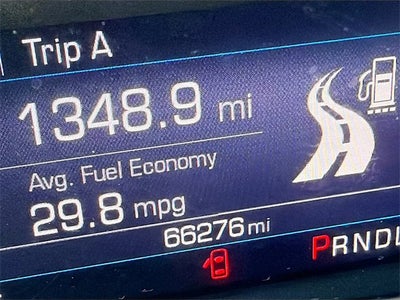 Trip A
1348.9 mi
Avg. Fuel Economy
29.8 mpg
66276 mi
PRNDL